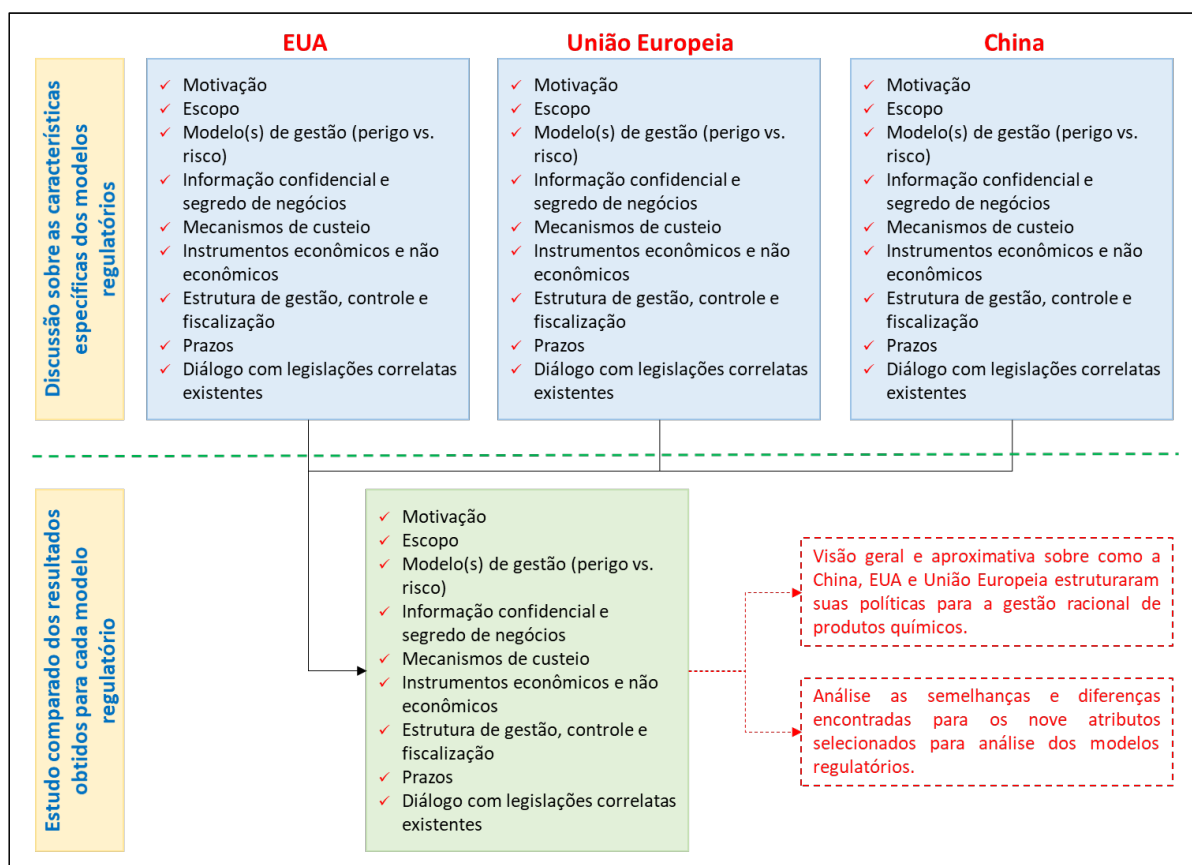 EUA
União Europeia
China
Discussão sobre as características
específicas dos modelos
regulatórios
Motivação
Escopo
Modelo(s) de gestão (perigo vs.
risco)
Informação confidencial e
segredo de negócios
Mecanismos de custeio
Instrumentos econômicos e não
econômicos
Estrutura de gestão, controle e
fiscalização
Prazos
Diálogo com legislações correlatas
existentes
Motivação
Escopo
Modelo(s) de gestão (perigo vs.
risco)
Informação confidencial e
segredo de negócios
Mecanismos de custeio
Instrumentos econômicos e não
econômicos
Estrutura de gestão, controle e
fiscalização
Prazos
Diálogo com legislações correlatas
existentes
Motivação
Escopo
Modelo(s) de gestão (perigo vs.
risco)
Informação confidencial e
segredo de negócios
Mecanismos de custeio
Instrumentos econômicos e não
econômicos
Estrutura de gestão, controle e
fiscalização
Prazos
Diálogo com legislações correlatas
existentes
Estudo comparado dos resultados
obtidos para cada modelo
regulatório
Motivação
Escopo
Modelo(s) de gestão (perigo vs.
risco)
Informação confidencial e
segredo de negócios
Mecanismos de custeio
Instrumentos econômicos e não
econômicos
Estrutura de gestão, controle e
fiscalização
Prazos
Diálogo com legislações correlatas
existentes
Visão geral e aproximativa sobre como a
China, EUA e União Europeia estruturaram
suas políticas para a gestão racional de
produtos químicos.
Análise as semelhanças e diferenças
encontradas para os nove atributos
selecionados para análise dos modelos
regulatórios.